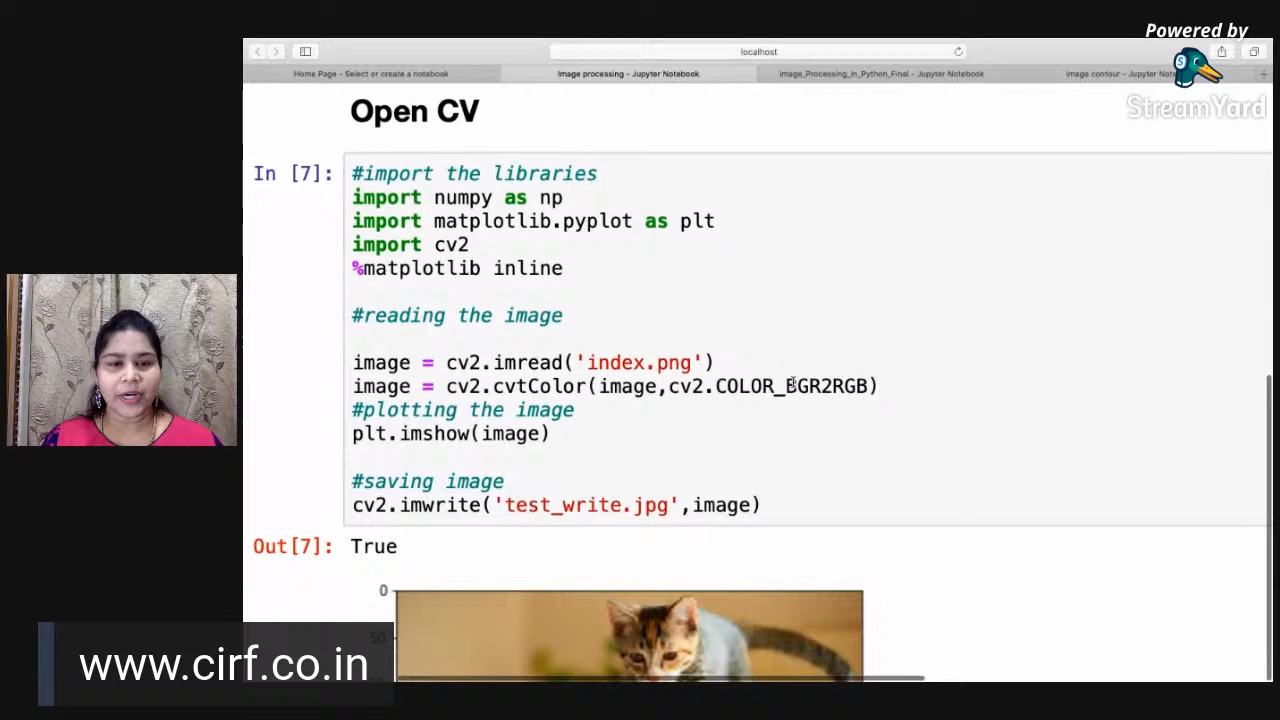 Powered by
StreamYard
localhost
Home Page - Select or create a notebook
Image processing - Jupyter Notebook
Image_Processing_in_Python_Final - Jupyter Notebook
image contour - Jupyter
Open CV
In [7]:
#import the libraries
import numpy as np
import matplotlib.pyplot as plt
import cv2
%matplotlib inline
#reading the image
image = cv2.imread('index.png')
image = cv2.cvtColor(image,cv2.COLOR_BGR2RGB)
#plotting the image
plt.imshow(image)
#saving image
cv2.imwrite('test_write.jpg',image)
Out[7]:
True
0
50
www.cirf.co.in